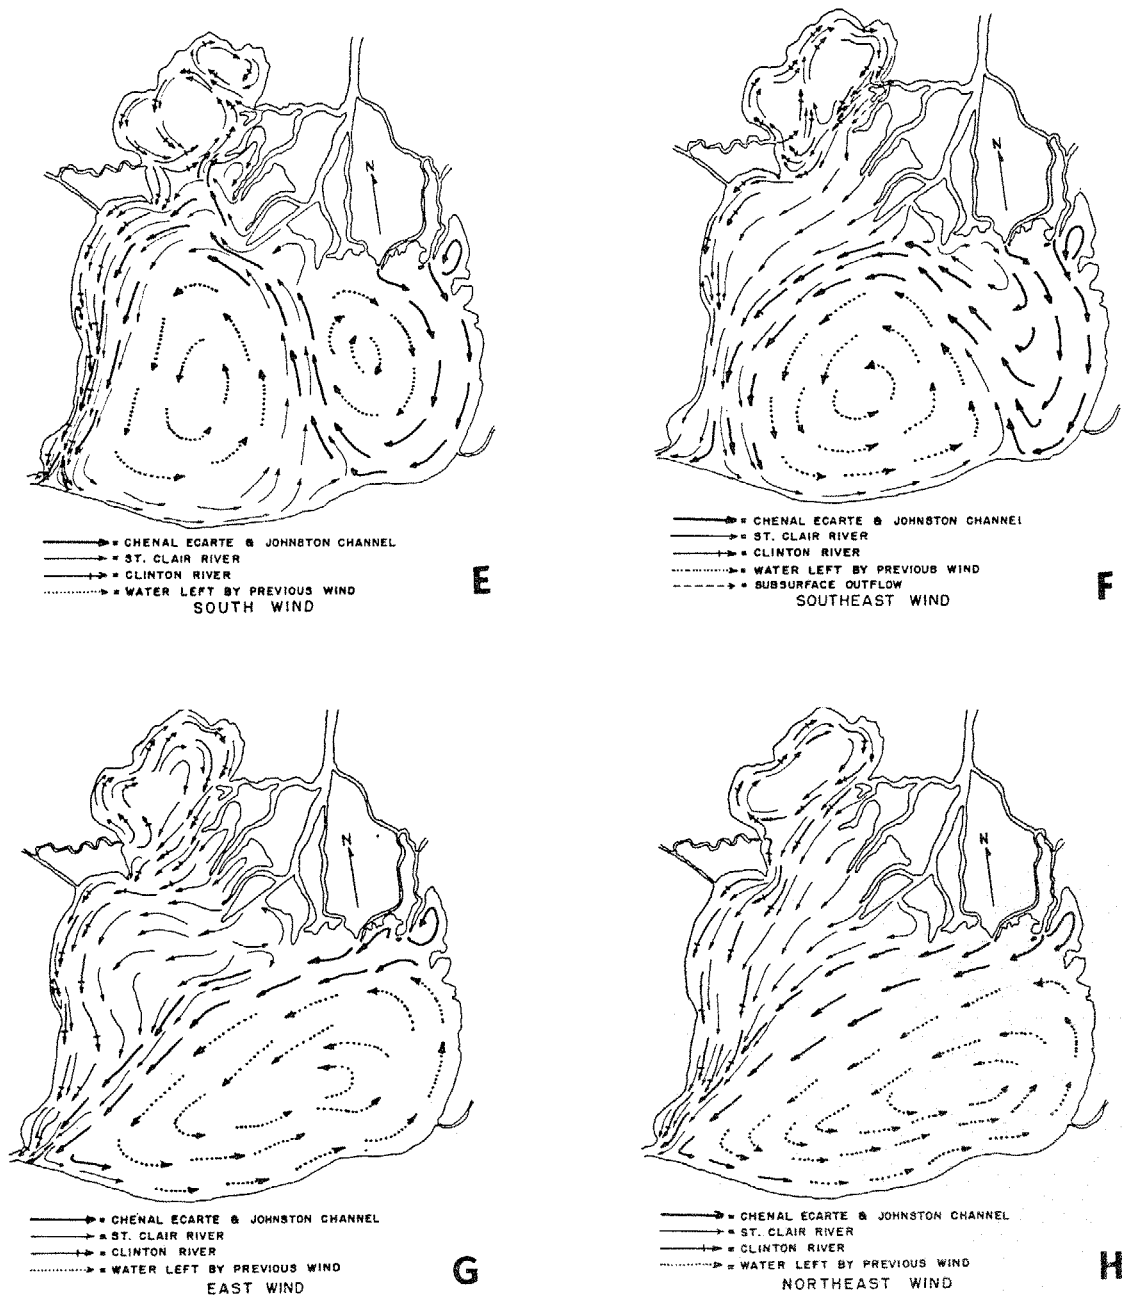 N
= CHENAL ECARTE & JOHNSTON CHANNEL
= ST. CLAIR RIVER
= CLINTON RIVER
= WATER LEFT BY PREVIOUS WIND
SOUTH WIND
E
N
= CHENAL ECARTE & JOHNSTON CHANNEL
= ST. CLAIR RIVER
= CLINTON RIVER
= WATER LEFT BY PREVIOUS WIND
= SUBSURFACE OUTFLOW
SOUTHEAST WIND
F
N
= CHENAL ECARTE & JOHNSTON CHANNEL
= ST. CLAIR RIVER
= CLINTON RIVER
= WATER LEFT BY PREVIOUS WIND
EAST WIND
G
N
= CHENAL ECARTE & JOHNSTON CHANNEL
= ST. CLAIR RIVER
= CLINTON RIVER
= WATER LEFT BY PREVIOUS WIND
NORTHEAST WIND
H